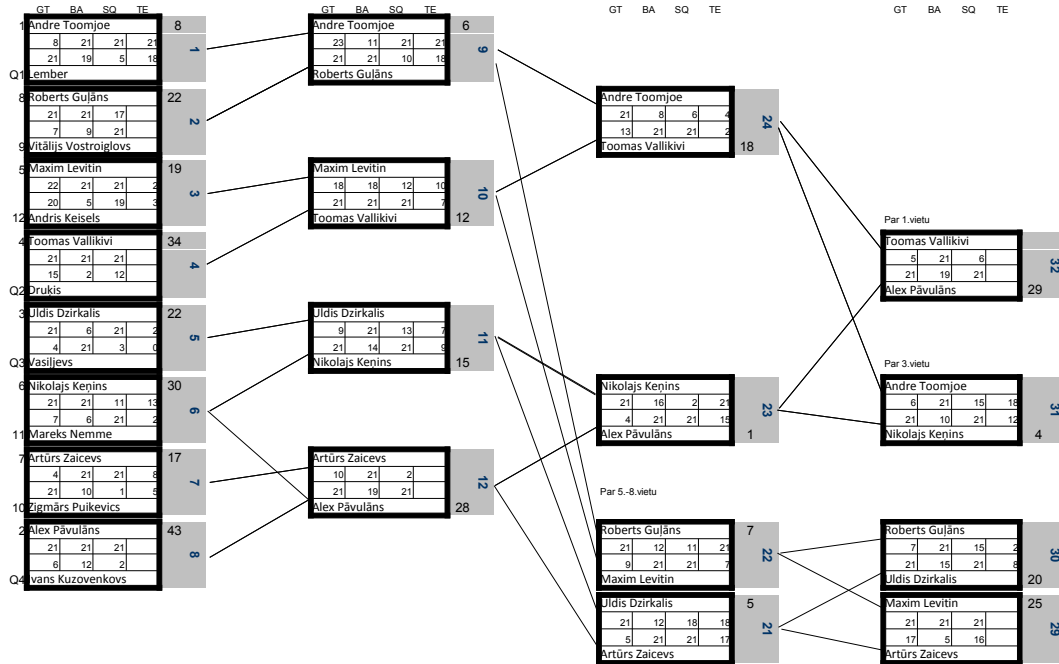 GT BA SQ TE
1 Andre Toomjoe 8
8 21 21 21
21 19 5 18
Q1 Lember
1
8 Roberts Guļāns 22
21 21 17
7 9 21
9 Vitālijs Vostroiglovs
2
5 Maxim Levitin 19
22 21 21 2
20 5 19 3
12 Andris Keisels
3
4 Toomas Vallikivi 34
21 21 21
15 2 12
Q2 Druķis
4
3 Uldis Dzirkalis 22
21 6 21 2
4 21 3 0
Q3 Vasiļjevs
5
6 Nikolajs Keņins 30
21 21 11 13
7 6 21 2
11 Mareks Nemme
6
7 Artūrs Zaicevs 17
4 21 21 8
21 10 1 5
10 Zigmārs Puikevics
7
2 Alex Pāvulāns 43
21 21 21
6 12 2
Q4 Ivans Kuzovenkovs
8
GT BA SQ TE
Andre Toomjoe 6
23 11 21 21
21 21 10 18
Roberts Guļāns
9
Maxim Levitin
18 18 12 10
21 21 21 7
Toomas Vallikivi 12
10
Uldis Dzirkalis
9 21 13 7
21 14 21 9
Nikolajs Keņins 15
11
Artūrs Zaicevs
10 21 2
21 19 21
Alex Pāvulāns 28
12
GT BA SQ TE
Andre Toomjoe
21 8 6 4
13 21 21 2
Toomas Vallikivi 18
24
Nikolajs Keņins
21 16 2 21
4 21 21 15
Alex Pāvulāns 1
23
Par 5.-8.vietu
Roberts Guļāns 7
21 12 11 21
9 21 21 7
Maxim Levitin
22
Uldis Dzirkalis 5
21 12 18 18
5 21 21 17
Artūrs Zaicevs
21
GT BA SQ TE
Par 1.vietu
Toomas Vallikivi
5 21 6
21 19 21
Alex Pāvulāns 29
32
Par 3.vietu
Andre Toomjoe
6 21 15 18
21 10 21 12
Nikolajs Keņins 4
31
Roberts Guļāns
7 21 15 2
21 15 21 8
Uldis Dzirkalis 20
30
Maxim Levitin 25
21 21 21
17 5 16
Artūrs Zaicevs
29